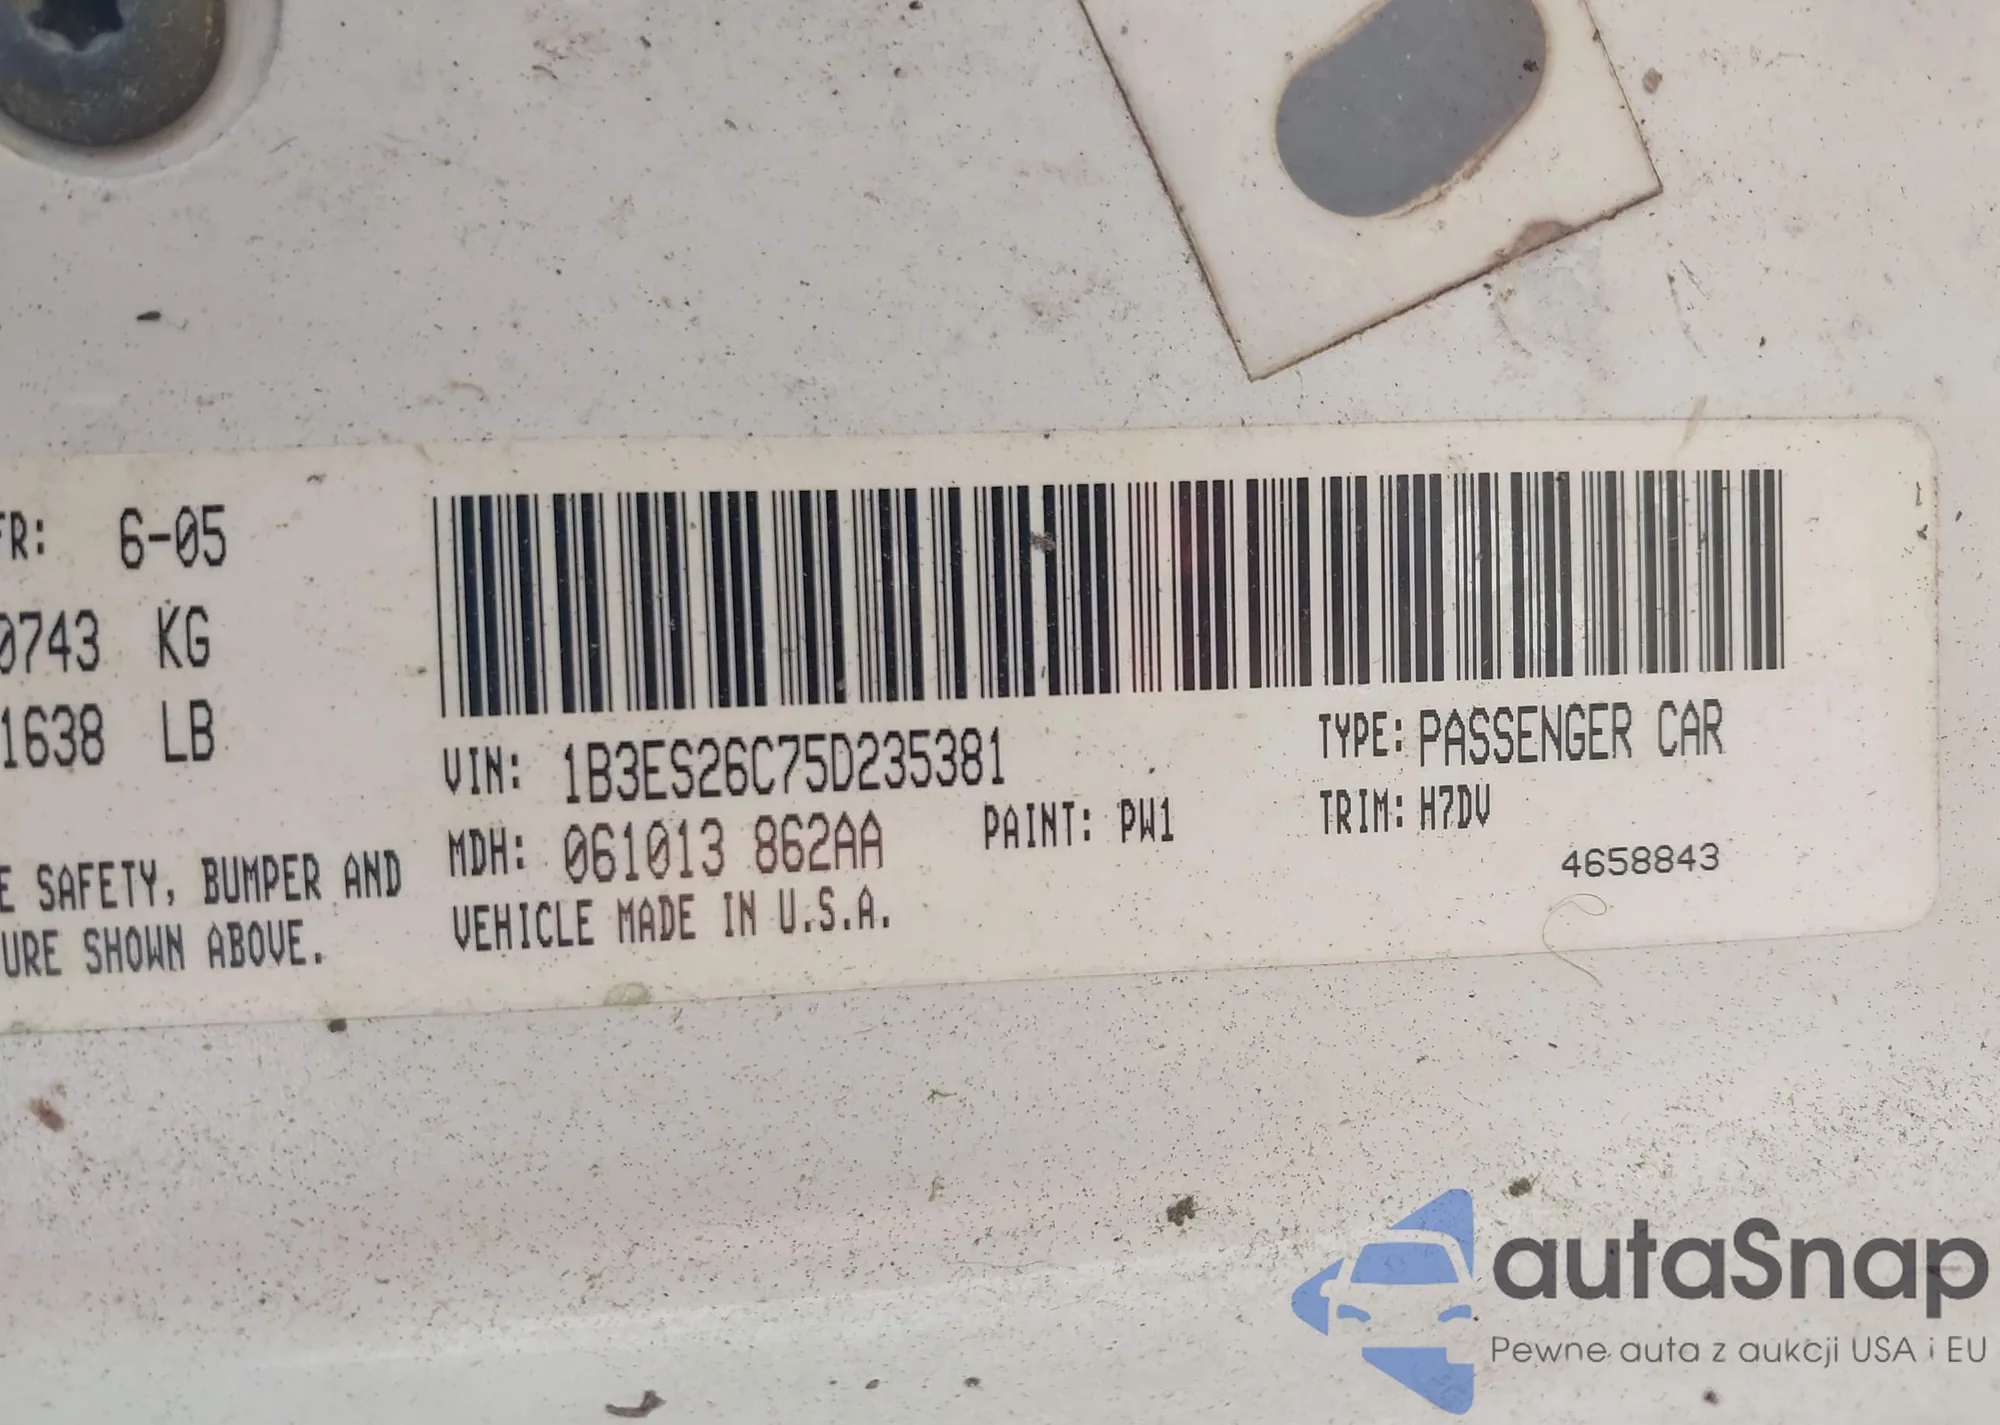 FR: 6-05
0743 KG
1638 LB
E SAFETY, BUMPER AND
URE SHOWN ABOVE.
VIN: 1B3ES26C75D235381
MDH: 061013 862AA
PAINT: PW1
VEHICLE MADE IN U.S.A.
TYPE: PASSENGER CAR
TRIM: H7DV
4658843
autaSnap
Pewne auta z aukcji USA i EU